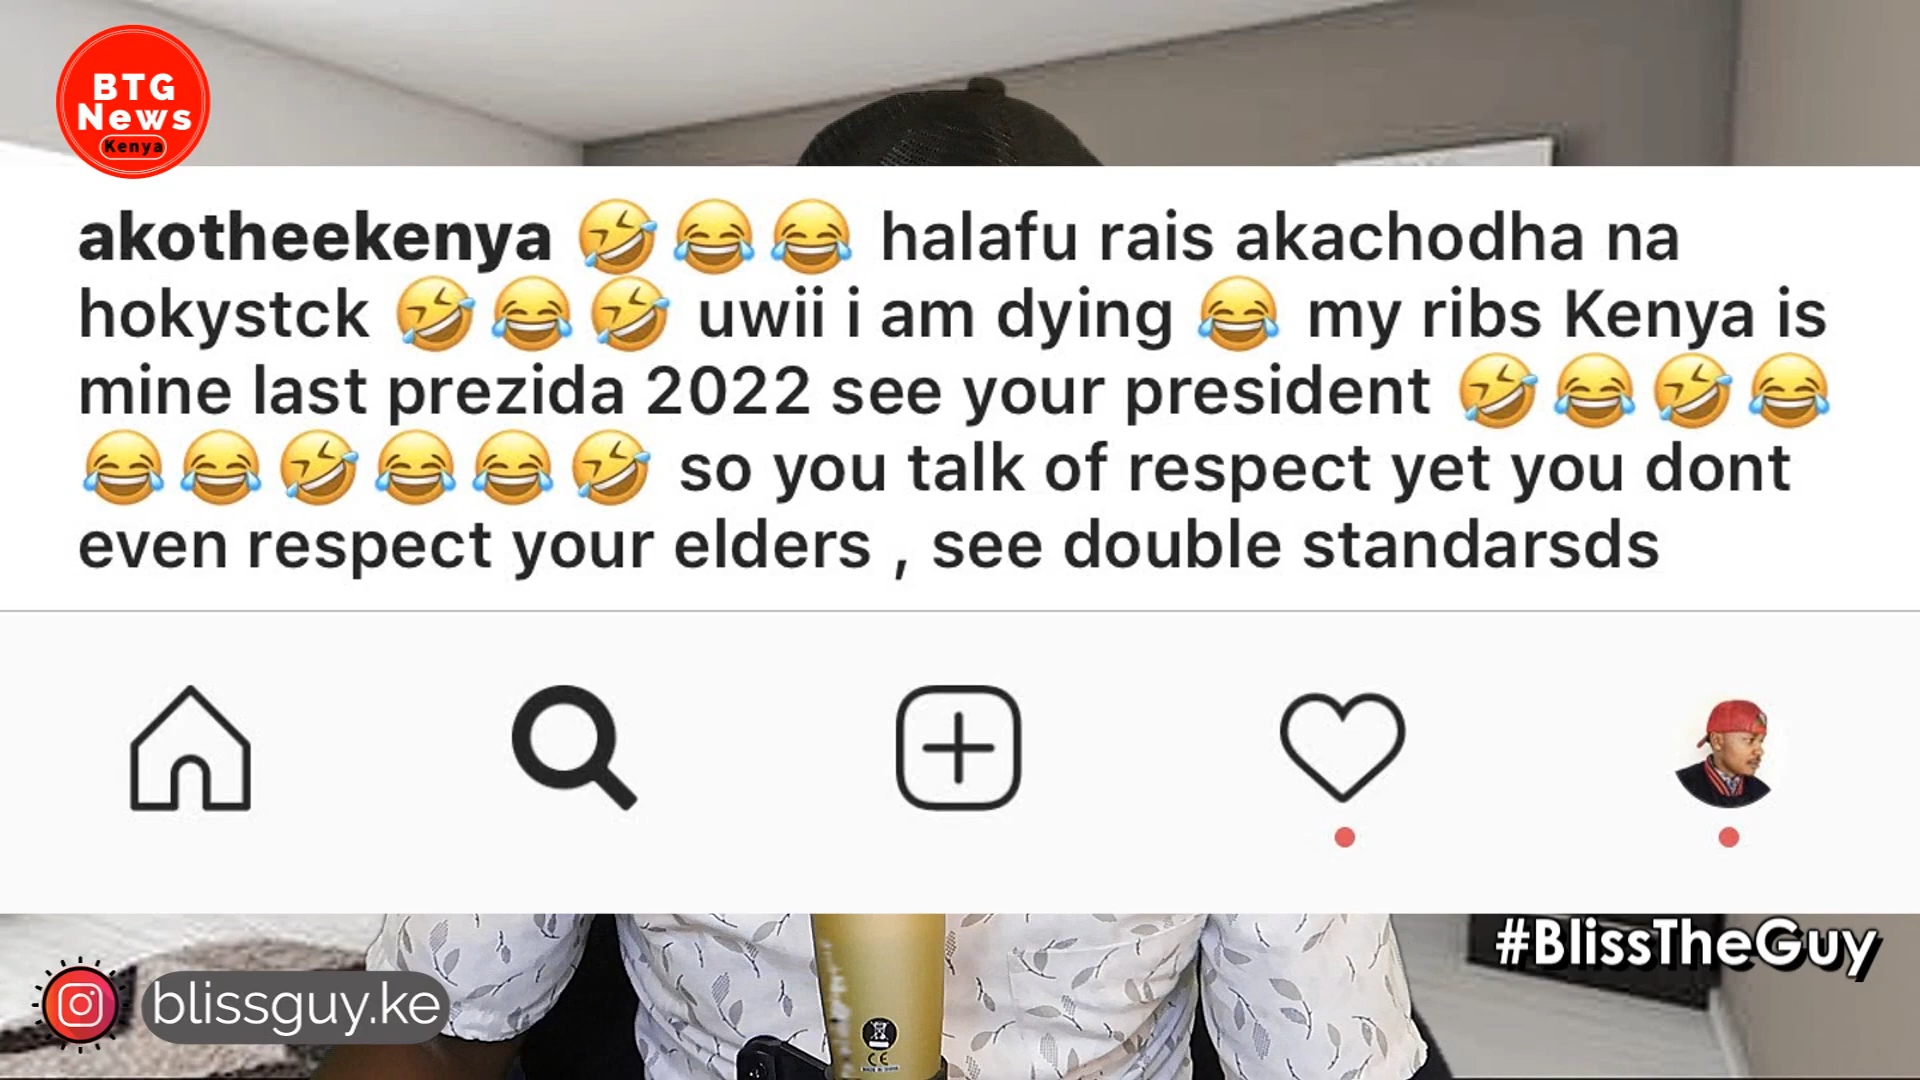 BTG
News
Kenya
akotheekenya 🤣😂😂 halafu rais akachodha na
hokystck 🤣😂🤣 uwii i am dying 😂 my ribs Kenya is
mine last prezida 2022 see your president 🤣😂🤣😂
😂😂🤣😂😂🤣 so you talk of respect yet you dont
even respect your elders , see double standarsds
#BlissTheGuy
blissguy.ke
CE